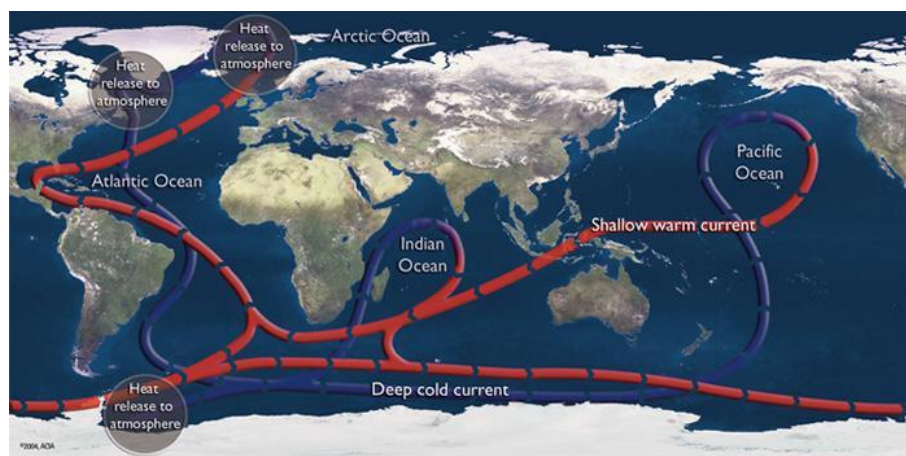 Heat
release to
atmosphere
Arctic Ocean
Heat
release to
atmosphere
Atlantic Ocean
Pacific
Ocean
Shallow warm current
Indian
Ocean
Deep cold current
Heat
release to
atmosphere
©2004, ACIA